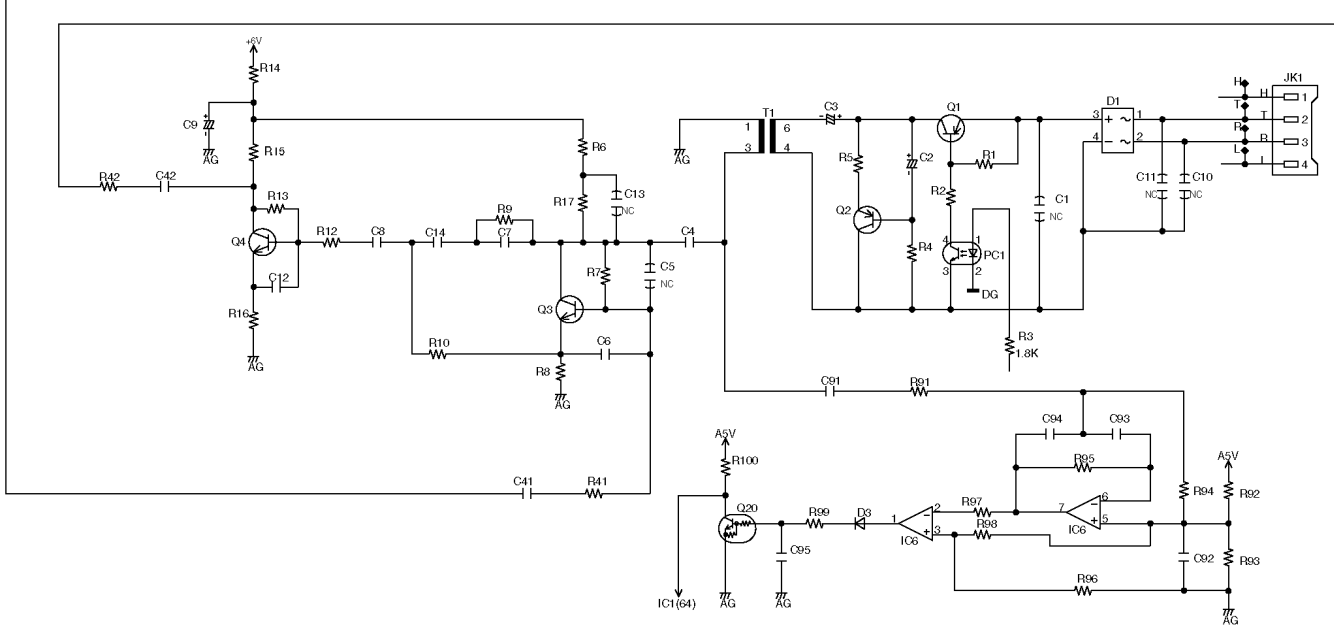 +6V
R14
C9
AG
R15
R6
R42
C42
R13
R17
C13
NC
R9
Q4
R12
C8
C14
C7
C4
C12
R7
C5
NC
R16
Q3
AG
R10
C6
R8
AG
AG
T1
1
3
6
4
C3
Q1
R5
C2
R1
R2
Q2
R4
4
3
1
2
PC1
DG
C1
NC
D1
3
4
1
2
C11
NC
C10
NC
JK1
H
T
R
L
H
T
R
L
1
2
3
4
R3
1.8K
C91
R91
C94
C93
R95
A5V
R100
A5V
R94
R92
C41
R41
Q20
R99
D3
1
IC6
2
3
R97
R98
7
IC6
6
5
C95
C92
R93
R96
IC1(64)
AG
AG
AG